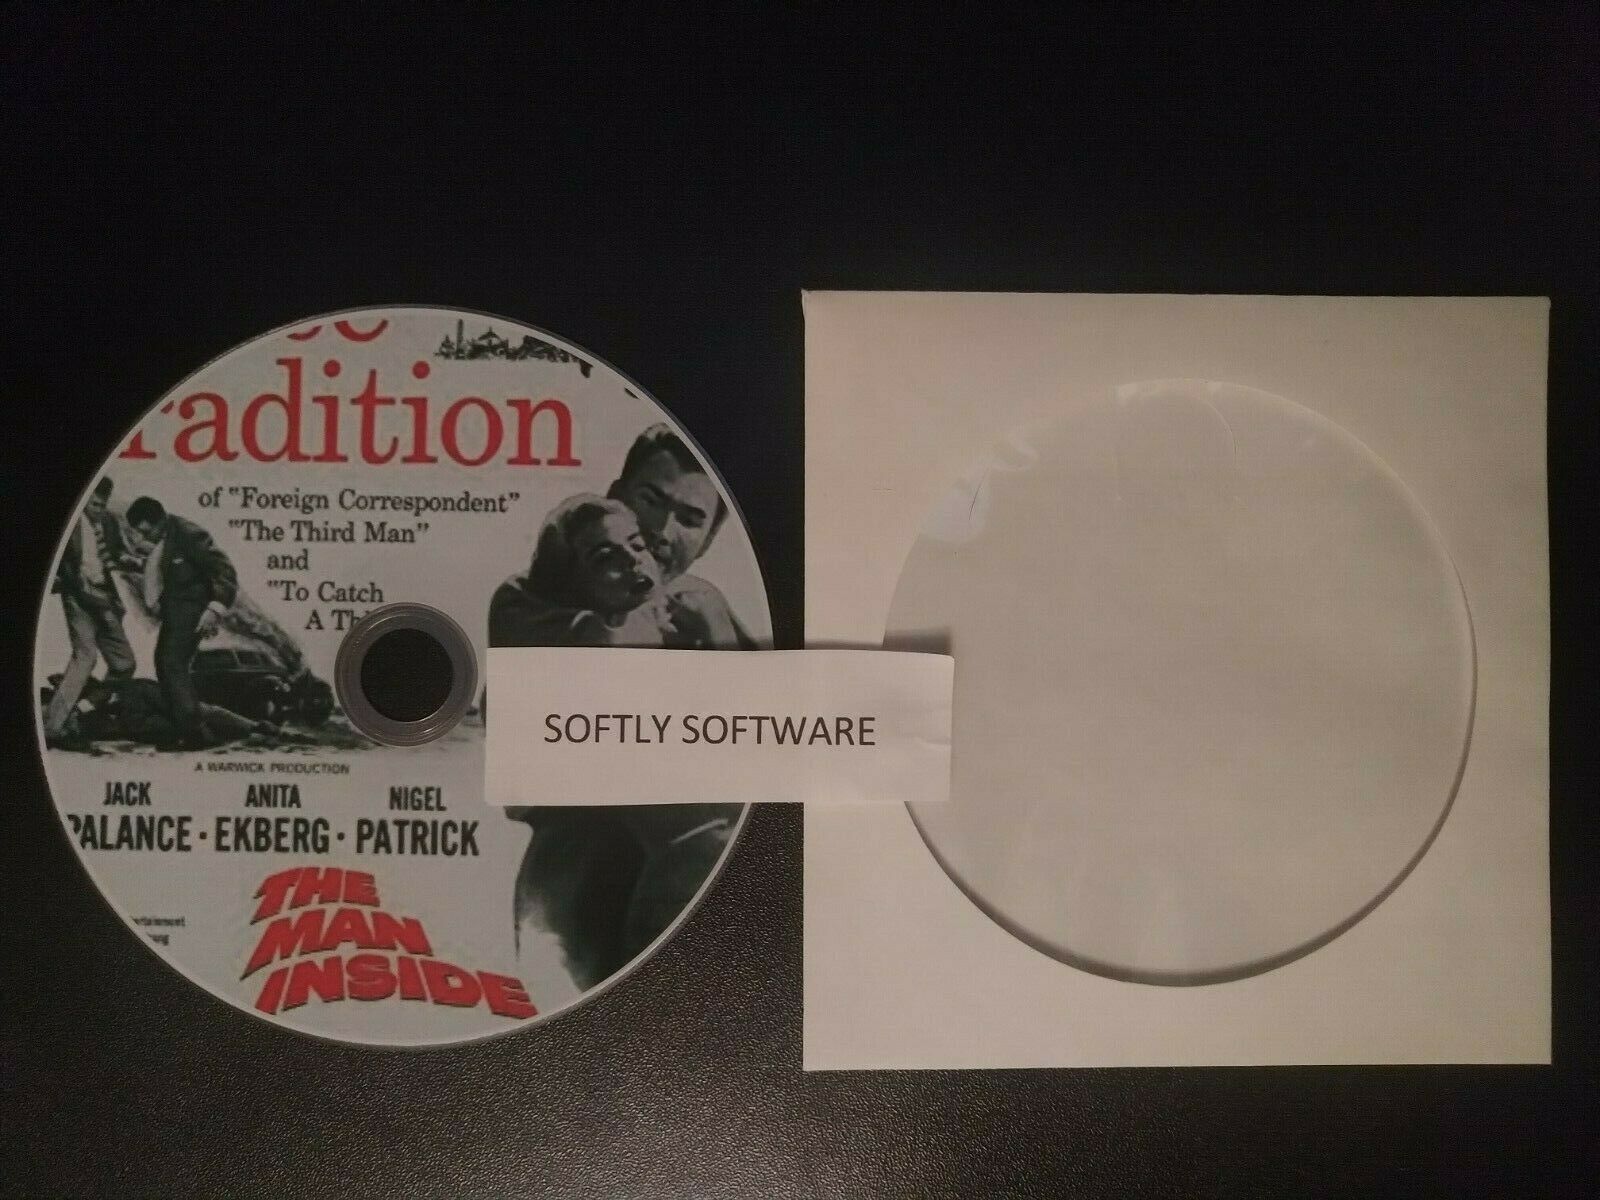 radition
of "Foreign Correspondent"
"The Third Man"
and
"To Catch
A Th
A WARWICK PRODUCTION
JACK ANITA NIGEL
PALANCE · EKBERG · PATRICK
THE
MAN
INSIDE
SOFTLY SOFTWARE